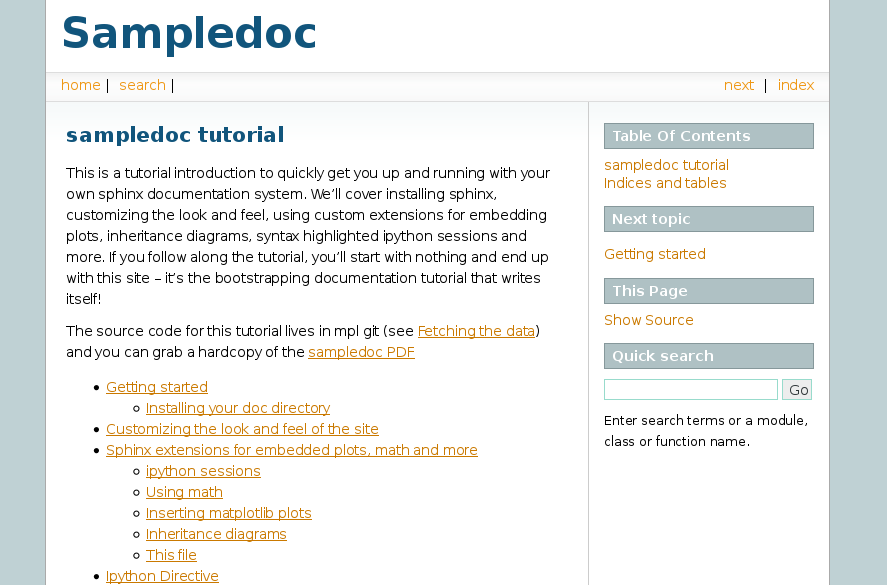 Sampledoc
home | search |
next | index
sampledoc tutorial
This is a tutorial introduction to quickly get you up and running with your
own sphinx documentation system. We’ll cover installing sphinx,
customizing the look and feel, using custom extensions for embedding
plots, inheritance diagrams, syntax highlighted ipython sessions and
more. If you follow along the tutorial, you’ll start with nothing and end up
with this site – it’s the bootstrapping documentation tutorial that writes
itself!
The source code for this tutorial lives in mpl git (see Fetching the data)
and you can grab a hardcopy of the sampledoc PDF
• Getting started
◦ Installing your doc directory
• Customizing the look and feel of the site
• Sphinx extensions for embedded plots, math and more
◦ ipython sessions
◦ Using math
◦ Inserting matplotlib plots
◦ Inheritance diagrams
◦ This file
• Ipython Directive
Table Of Contents
sampledoc tutorial
Indices and tables
Next topic
Getting started
This Page
Show Source
Quick search
Go
Enter search terms or a module,
class or function name.